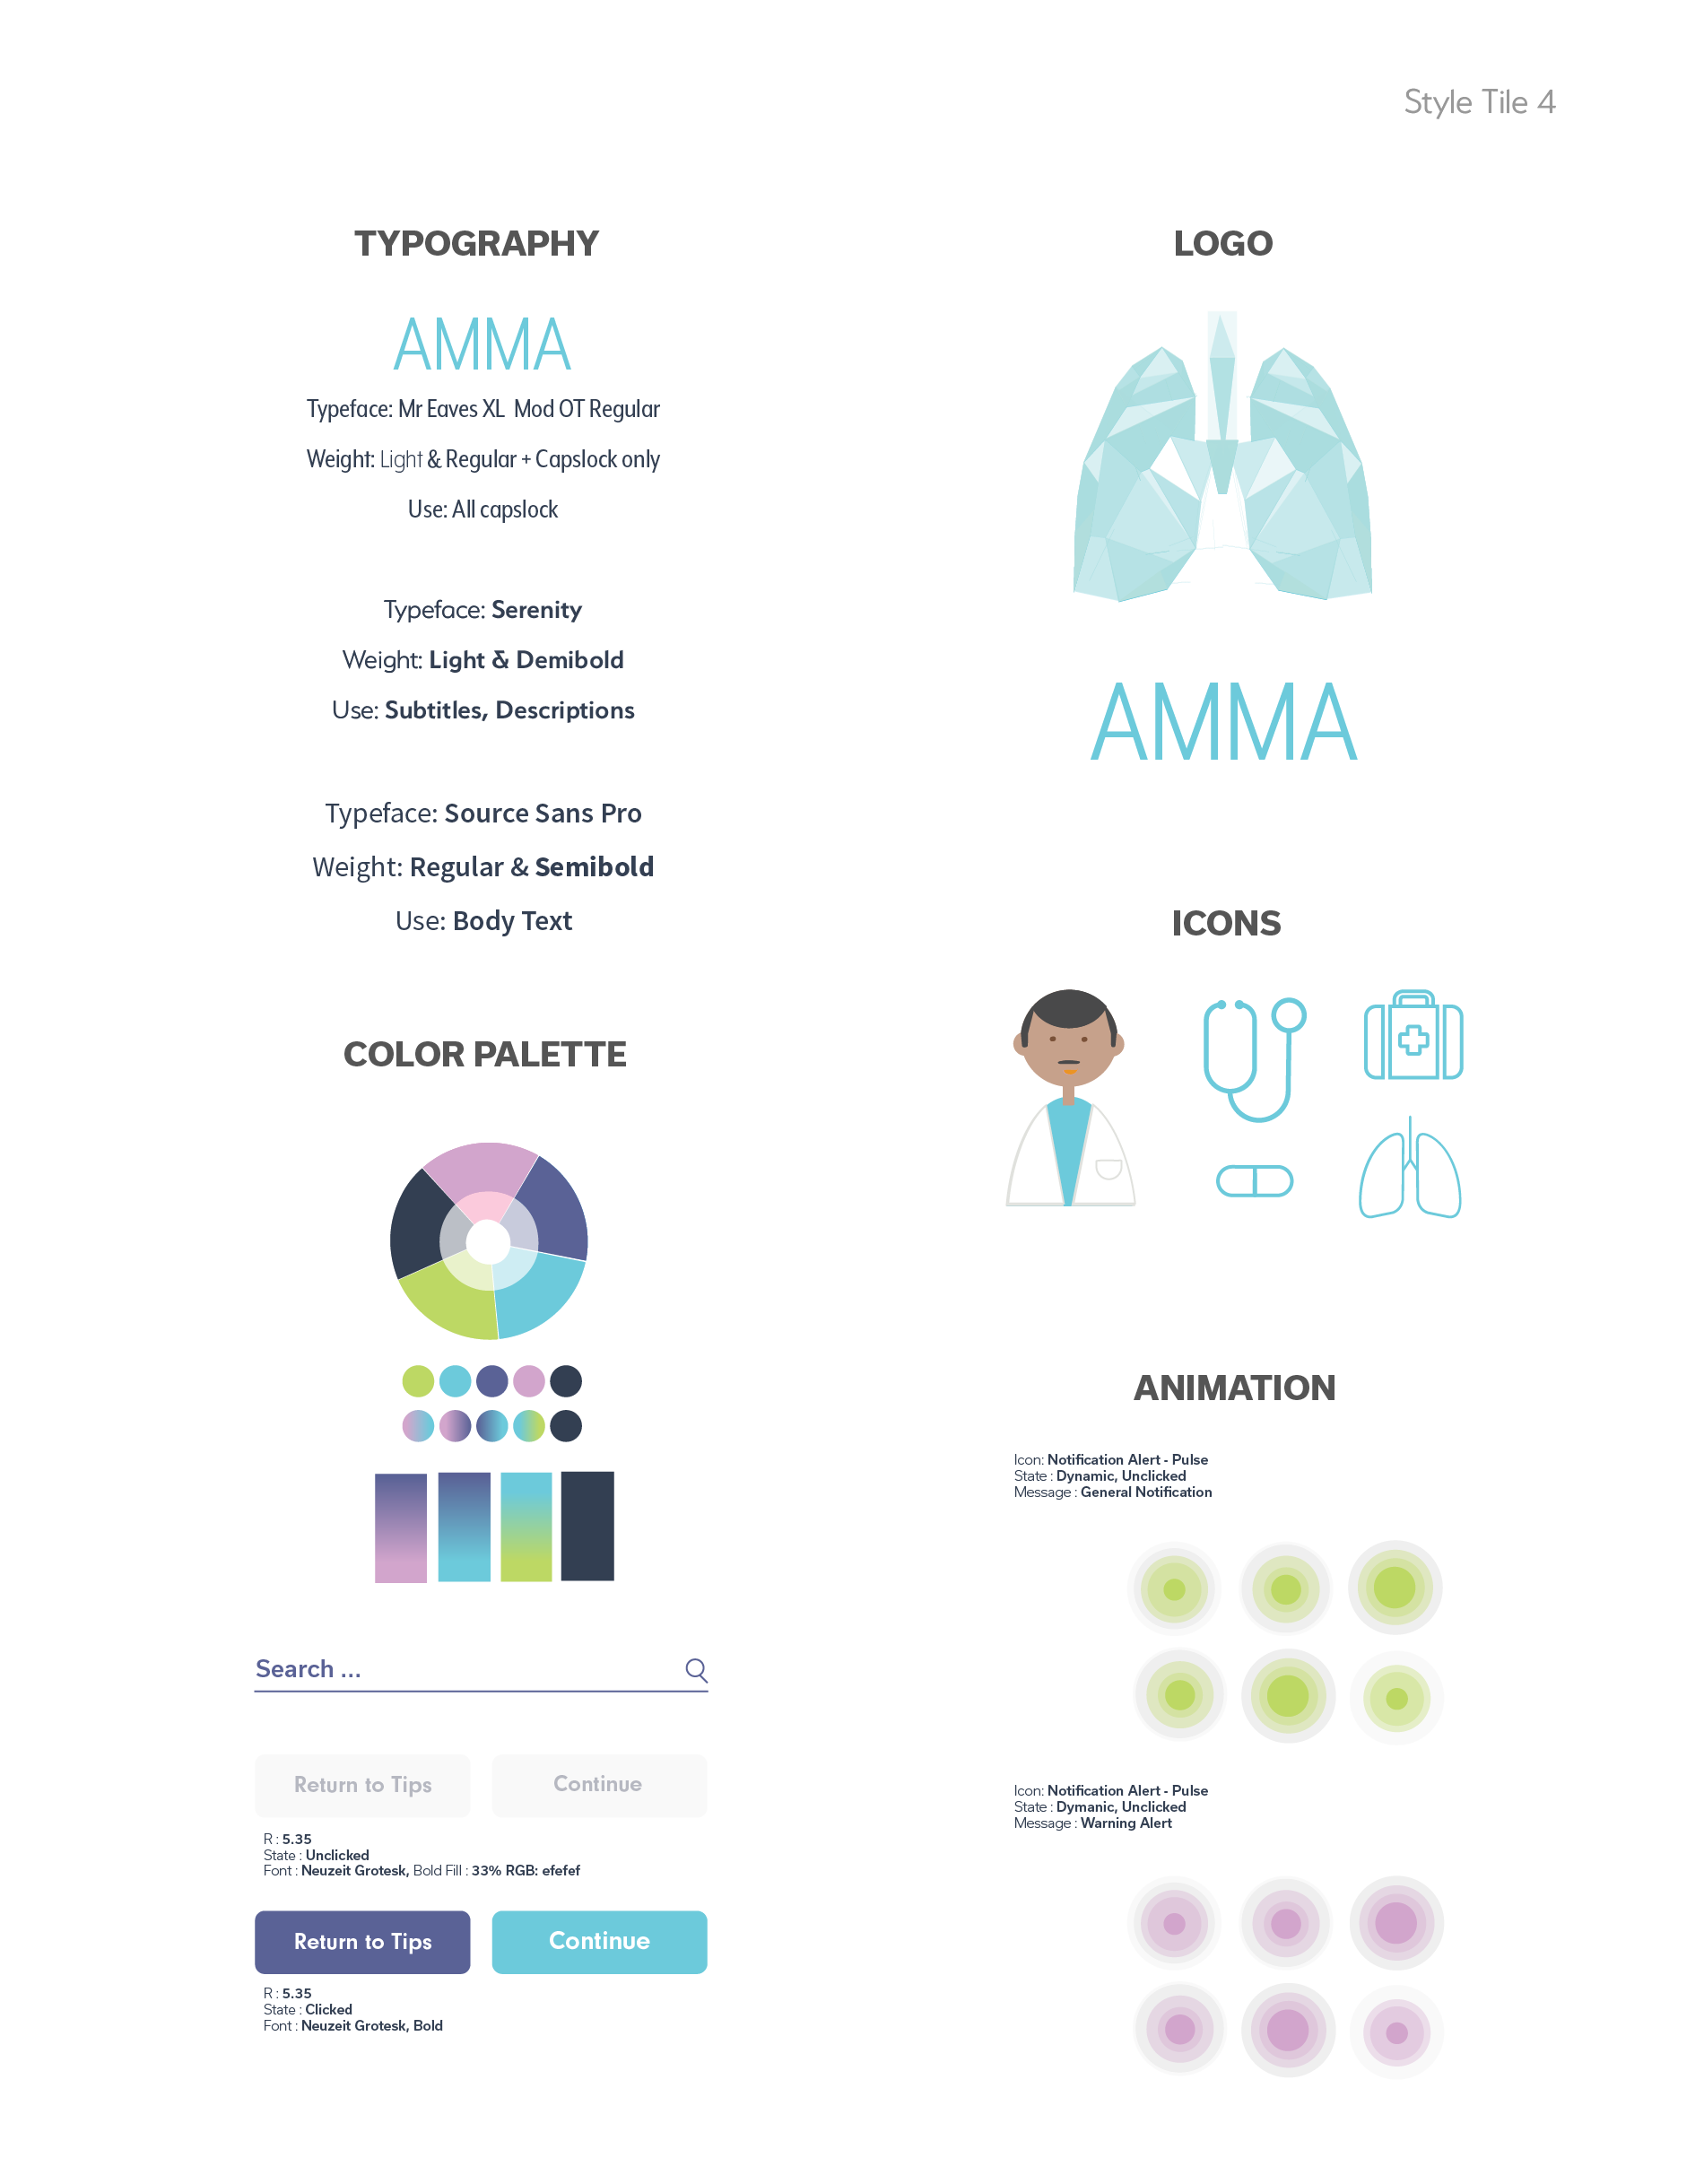 Style Tile 4
TYPOGRAPHY
AMMA
Typeface: Mr Eaves XL Mod OT Regular
Weight: Light & Regular + Capslock only
Use: All capslock
Typeface: Serenity
Weight: Light & Demibold
Use: Subtitles, Descriptions
Typeface: Source Sans Pro
Weight: Regular & Semibold
Use: Body Text
COLOR PALETTE
Search ...
Return to Tips
Continue
R : 5.35
State : Unclicked
Font : Neuzeit Grotesk, Bold Fill : 33% RGB: efefef
Return to Tips
Continue
R : 5.35
State : Clicked
Font : Neuzeit Grotesk, Bold
LOGO
AMMA
ICONS
ANIMATION
Icon: Notification Alert - Pulse
State : Dynamic, Unclicked
Message : General Notification
Icon: Notification Alert - Pulse
State : Dymanic, Unclicked
Message : Warning Alert